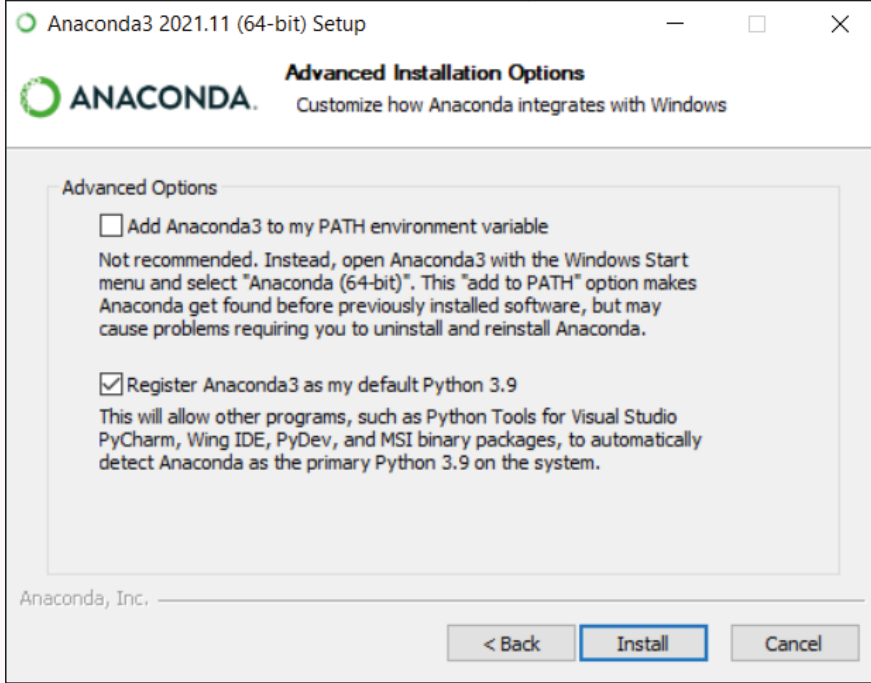 Anaconda3 2021.11 (64-bit) Setup
ANACONDA.
Advanced Installation Options
Customize how Anaconda integrates with Windows
Advanced Options
Add Anaconda3 to my PATH environment variable
Not recommended. Instead, open Anaconda3 with the Windows Start
menu and select "Anaconda (64-bit)". This "add to PATH" option makes
Anaconda get found before previously installed software, but may
cause problems requiring you to uninstall and reinstall Anaconda.
Register Anaconda3 as my default Python 3.9
This will allow other programs, such as Python Tools for Visual Studio
PyCharm, Wing IDE, PyDev, and MSI binary packages, to automatically
detect Anaconda as the primary Python 3.9 on the system.
Anaconda, Inc.
< Back
Install
Cancel